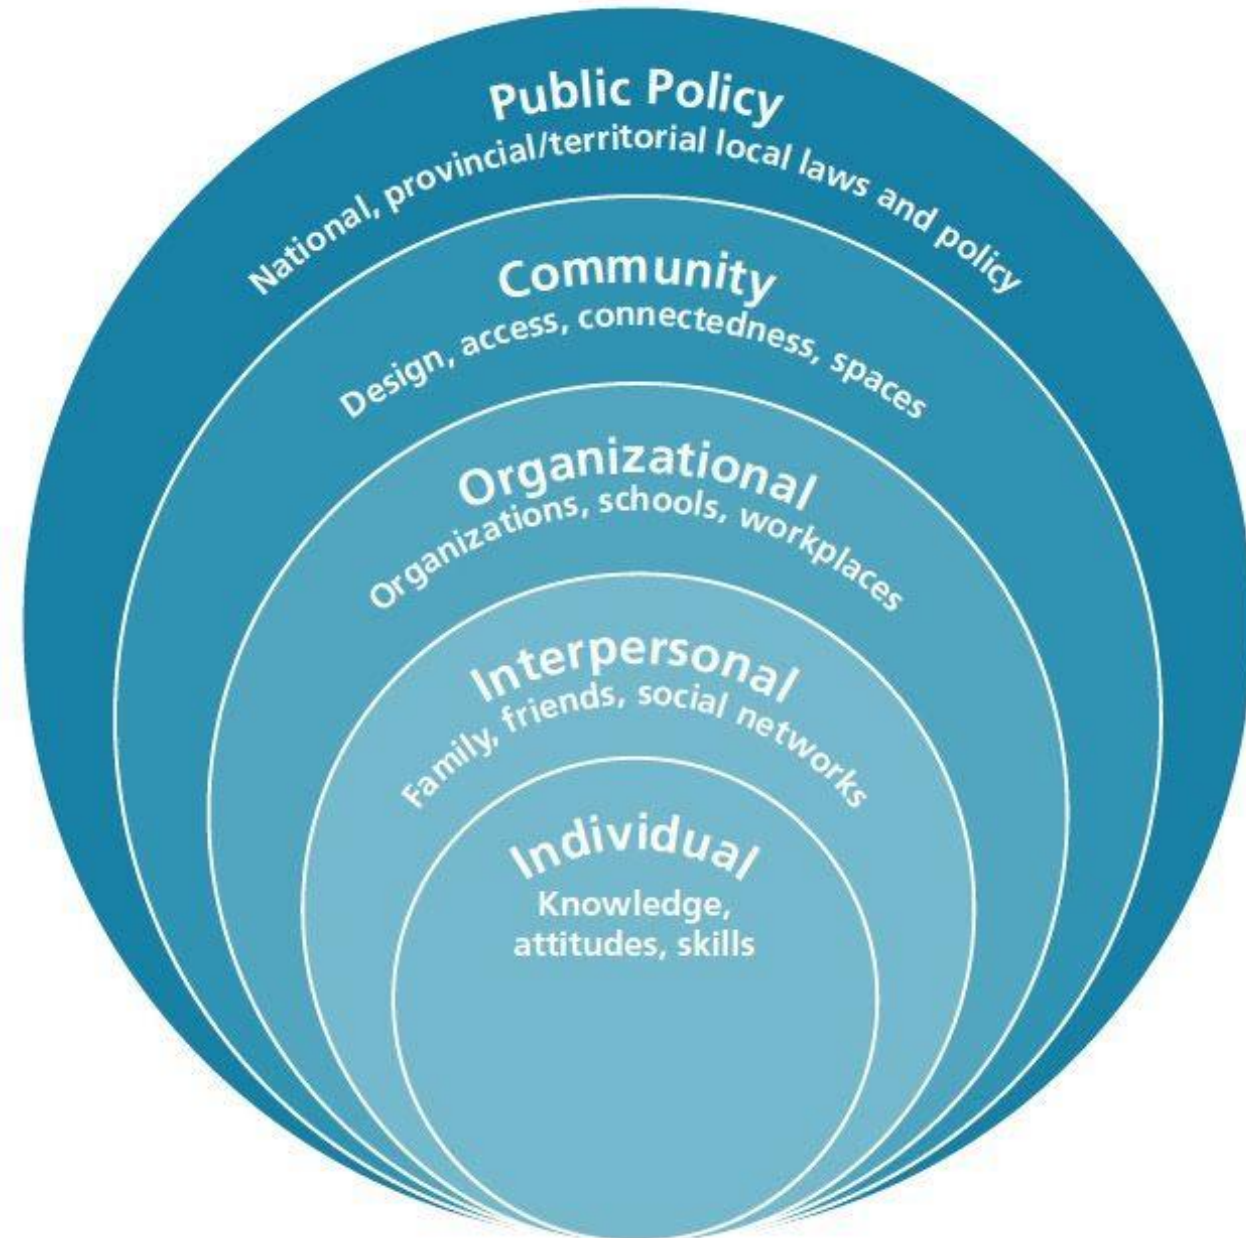 Public Policy
National, provincial/territorial local laws and policy
Community
Design, access, connectedness, spaces
Organizational
Organizations, schools, workplaces
Interpersonal
Family, friends, social networks
Individual
Knowledge,
attitudes, skills